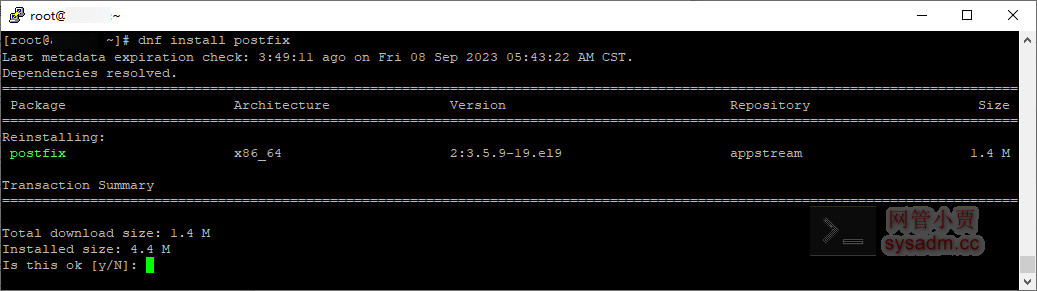 root@ :~
[root@ ~]# dnf install postfix
Last metadata expiration check: 3:49:11 ago on Fri 08 Sep 2023 05:43:22 AM CST.
Dependencies resolved.
Package Architecture Version Repository Size
Reinstalling:
postfix x86_64 2:3.5.9-19.el9 appstream 1.4 M
Transaction Summary
Total download size: 1.4 M
Installed size: 4.4 M
Is this ok [y/N]:
>_
网管小贾
sysadm.cc